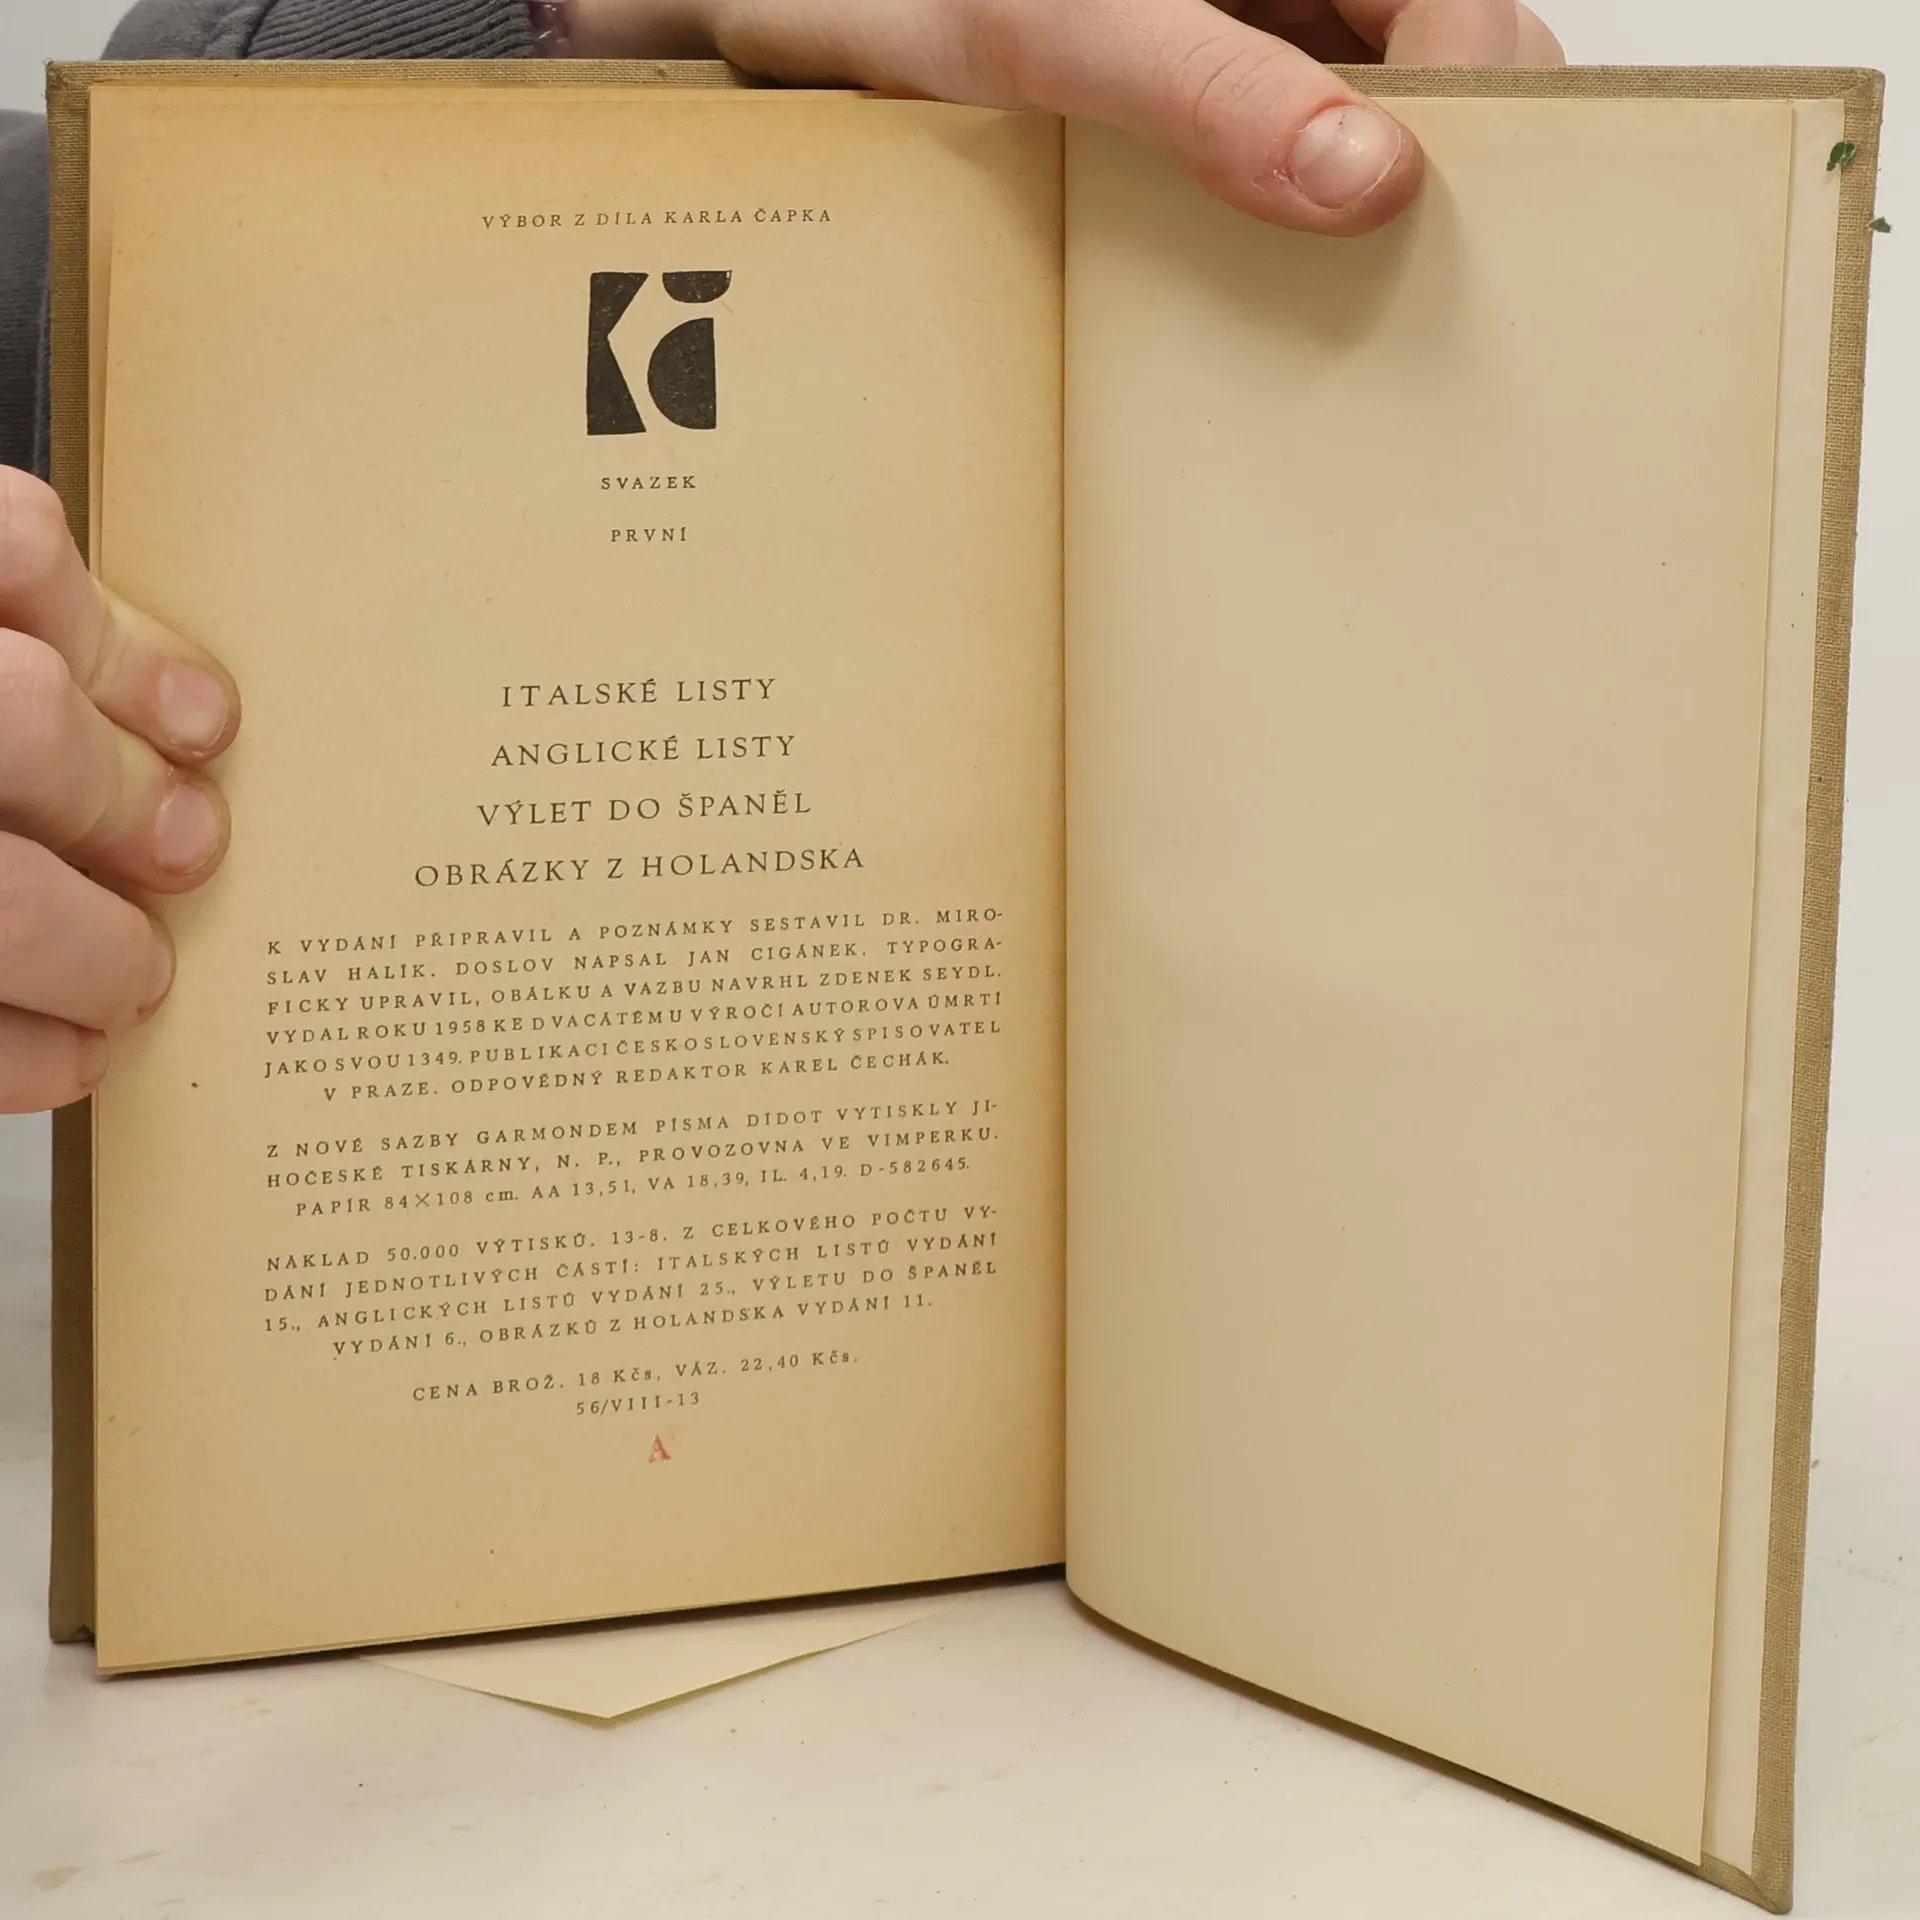 VÝBOR Z DÍLA KARLA ČAPKA
KČ
SVAZEK
PRVNÍ
ITALSKÉ LISTY
ANGLICKÉ LISTY
VÝLET DO ŠPANĚL
OBRÁZKY Z HOLANDSKA
K VYDÁNÍ PŘIPRAVIL A POZNÁMKY SESTAVIL DR. MIRO-
SLAV HALÍK. DOSLOV NAPSAL JAN CIGÁNEK. TYPOGRA-
FICKY UPRAVIL, OBÁLKU A VAZBU NAVRHL ZDENEK SEYDL.
VYDAL ROKU 1958 KE DVACÁTÉMU VÝROČÍ AUTOROVA ÚMRTÍ
JAKO SVOU 1349. PUBLIKACI ČESKOSLOVENSKÝ SPISOVATEL
V PRAZE. ODPOVĚDNÝ REDAKTOR KAREL ČECHÁK.
Z NOVÉ SAZBY GARMONDEM PÍSMA DIDOT VYTISKLY JI-
HOČESKÉ TISKÁRNY, N. P., PROVOZOVNA VE VIMPERKU.
PAPÍR 84×108 cm. AA 13,51, VA 18,39, IL. 4,19. D-582645.
NÁKLAD 50.000 VÝTISKŮ. 13-8. Z CELKOVÉHO POČTU VY-
DÁNÍ JEDNOTLIVÝCH ČÁSTÍ: ITALSKÝCH LISTŮ VYDÁNÍ
15., ANGLICKÝCH LISTŮ VYDÁNÍ 25., VÝLETU DO ŠPANĚL
VYDÁNÍ 6., OBRÁZKŮ Z HOLANDSKA VYDÁNÍ 11.
CENA BROŽ. 18 Kčs, VÁZ. 22,40 Kčs.
56/VIII-13
A